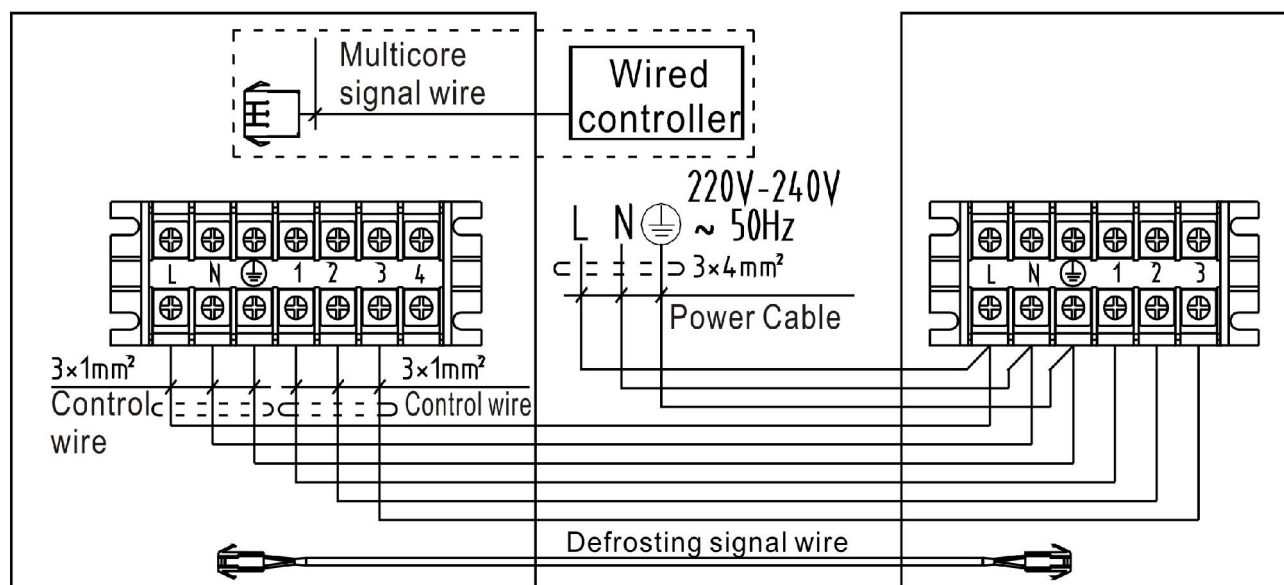 Multicore
signal wire
Wired
controller
220V-240V
L N ~ 50Hz
3×4mm²
Power Cable
L N 1 2 3 4
L N 1 2 3
3×1mm²
Control
wire
3×1mm²
Control wire
Defrosting signal wire